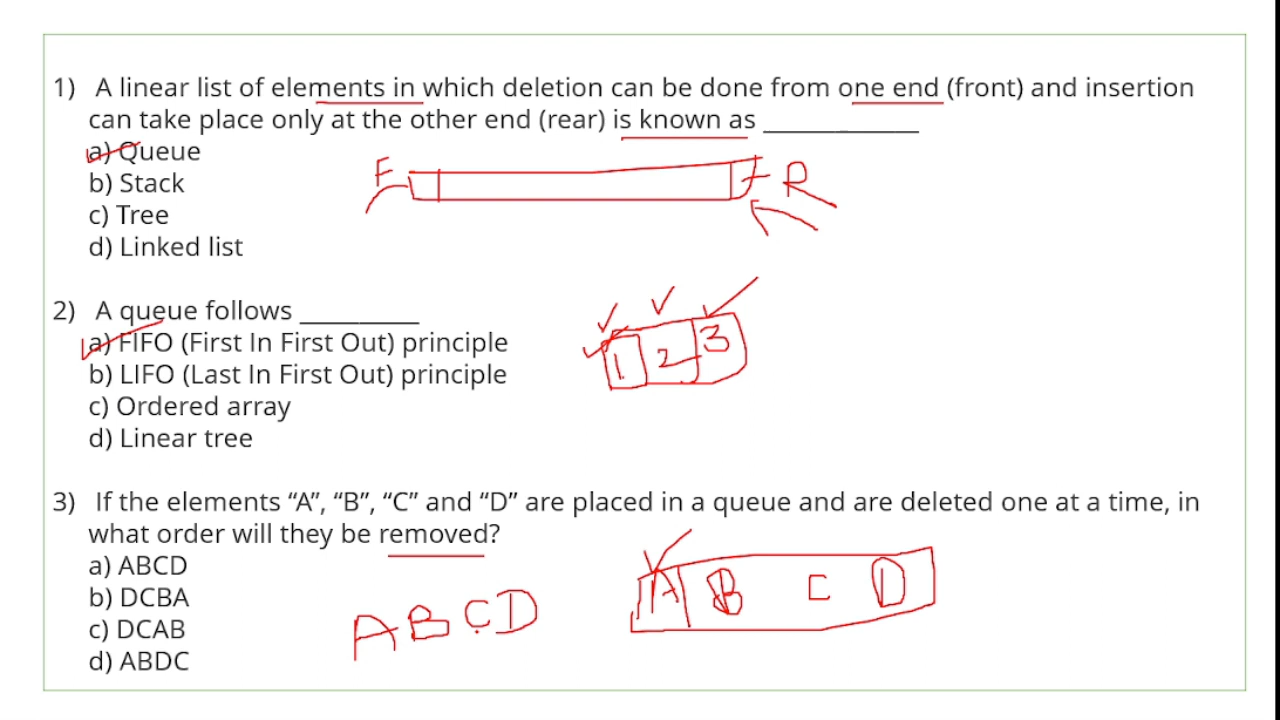 1) A linear list of elements in which deletion can be done from one end (front) and insertion
can take place only at the other end (rear) is known as _____________
a) Queue
b) Stack
c) Tree
d) Linked list
F
R
2) A queue follows __________
a) FIFO (First In First Out) principle
b) LIFO (Last In First Out) principle
c) Ordered array
d) Linear tree
1 2 3
3) If the elements “A”, “B”, “C” and “D” are placed in a queue and are deleted one at a time, in
what order will they be removed?
a) ABCD
b) DCBA
c) DCAB
d) ABDC
A B C D
A B C D